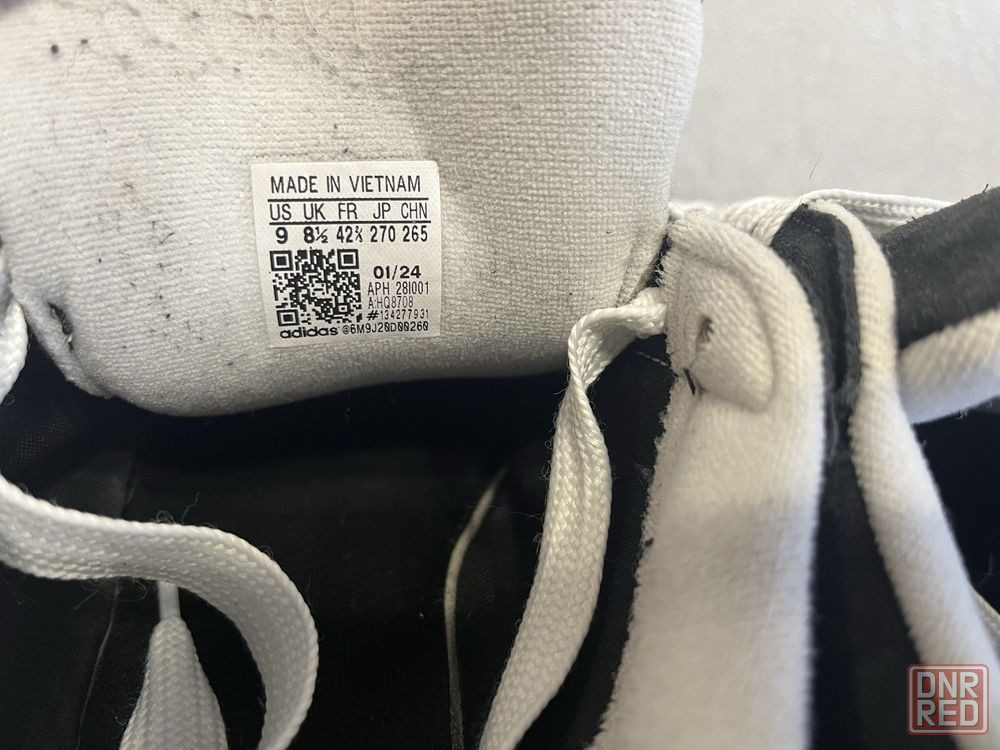 MADE IN VIETNAM
US UK FR JP CHN
9 8½ 42⅔ 270 265
01/24
APH 28I001
A:HQ8708
#134277931
adidas @6M9J20D00260
DNR
RED